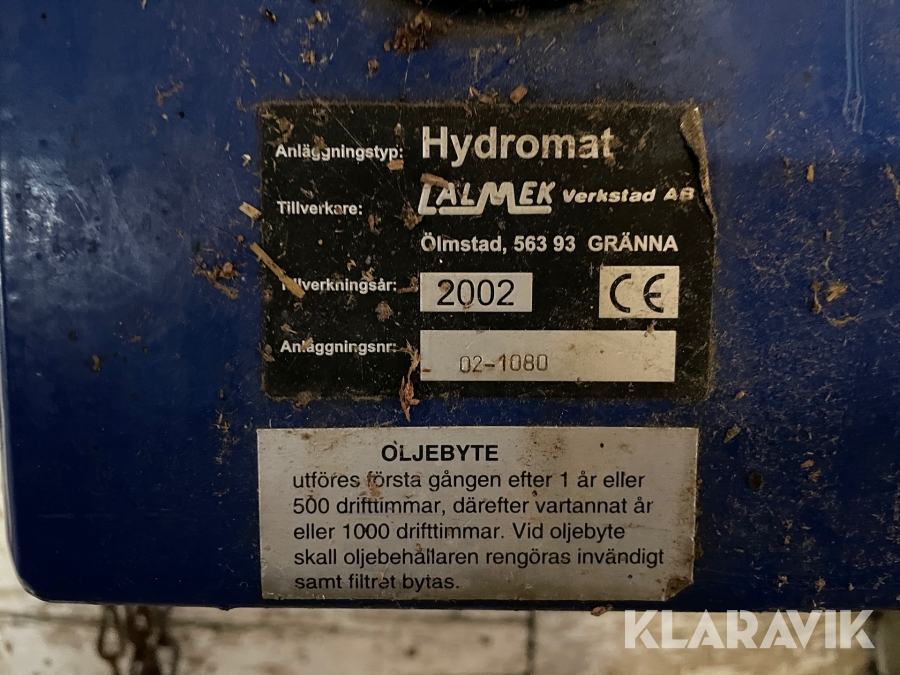 Anläggningstyp: Hydromat
Tillverkare: LALMEK Verkstad AB
Ölmstad, 563 93 GRÄNNA
Tillverkningsår: 2002 CE
Anläggningsnr: 02-1080
OLJEBYTE
utföres första gången efter 1 år eller
500 drifttimmar, därefter vartannat år
eller 1000 drifttimmar. Vid oljebyte
skall oljebehållaren rengöras invändigt
samt filtret bytas.
KLARAVIK